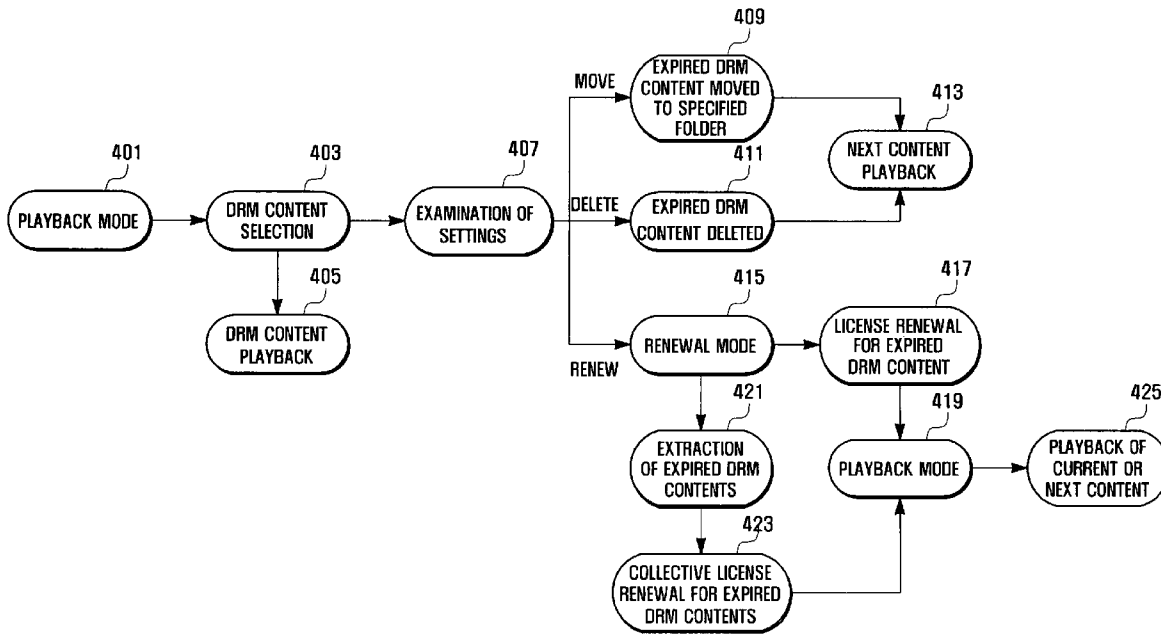 401
PLAYBACK MODE
403
DRM CONTENT
SELECTION
405
DRM CONTENT
PLAYBACK
407
EXAMINATION OF
SETTINGS
MOVE
409
EXPIRED DRM
CONTENT MOVED
TO SPECIFIED
FOLDER
DELETE
411
EXPIRED DRM
CONTENT DELETED
413
NEXT CONTENT
PLAYBACK
RENEW
415
RENEWAL MODE
417
LICENSE RENEWAL
FOR EXPIRED
DRM CONTENT
421
EXTRACTION
OF EXPIRED DRM
CONTENTS
419
PLAYBACK MODE
425
PLAYBACK OF
CURRENT OR
NEXT CONTENT
423
COLLECTIVE LICENSE
RENEWAL FOR EXPIRED
DRM CONTENTS